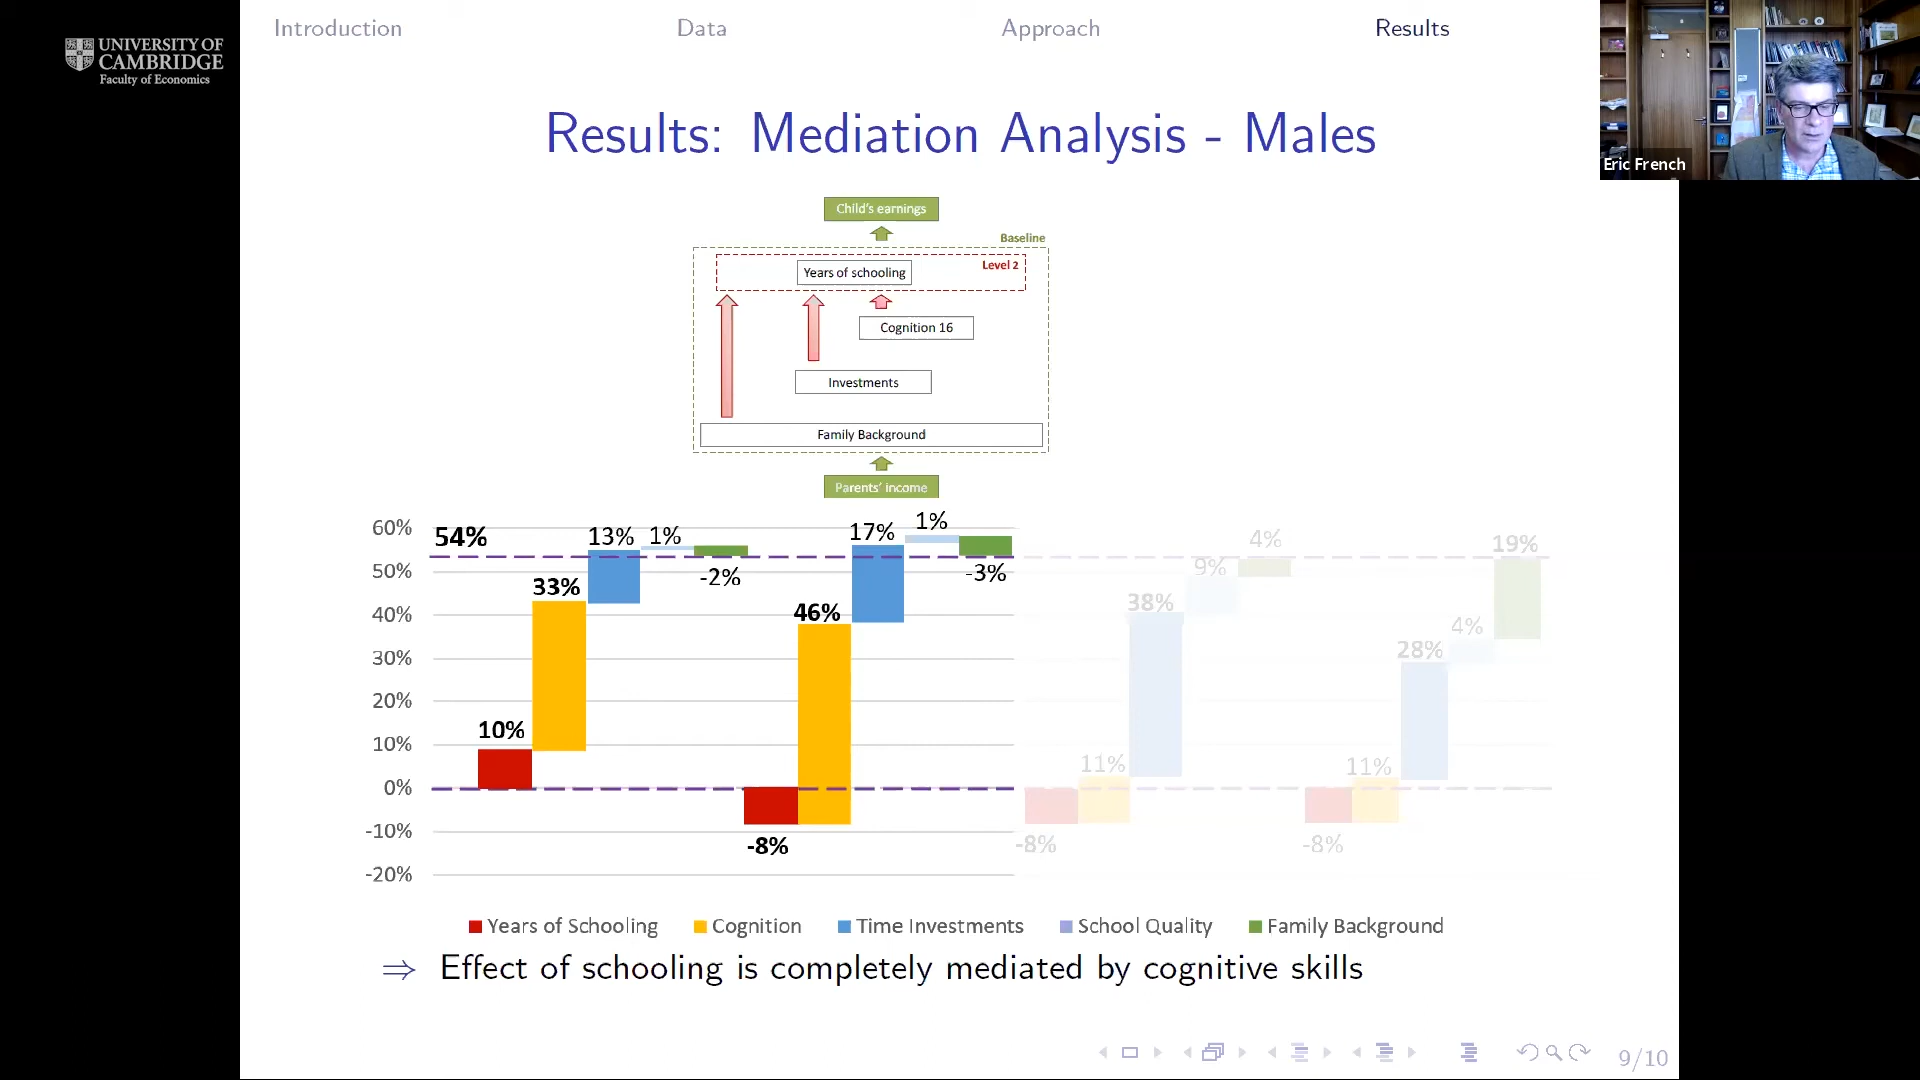 UNIVERSITY OF
CAMBRIDGE
Faculty of Economics
Introduction Data Approach Results
Eric French
Results: Mediation Analysis - Males
Child's earnings
Baseline
Level 2
Years of schooling
Cognition 16
Investments
Family Background
Parents' income
60%
50%
40%
30%
20%
10%
0%
-10%
-20%
54%
10%
33%
13%
1%
-2%
-8%
46%
17%
1%
-3%
-8%
11%
38%
9%
4%
-8%
11%
28%
4%
19%
Years of Schooling Cognition Time Investments School Quality Family Background
⇒ Effect of schooling is completely mediated by cognitive skills
9/10